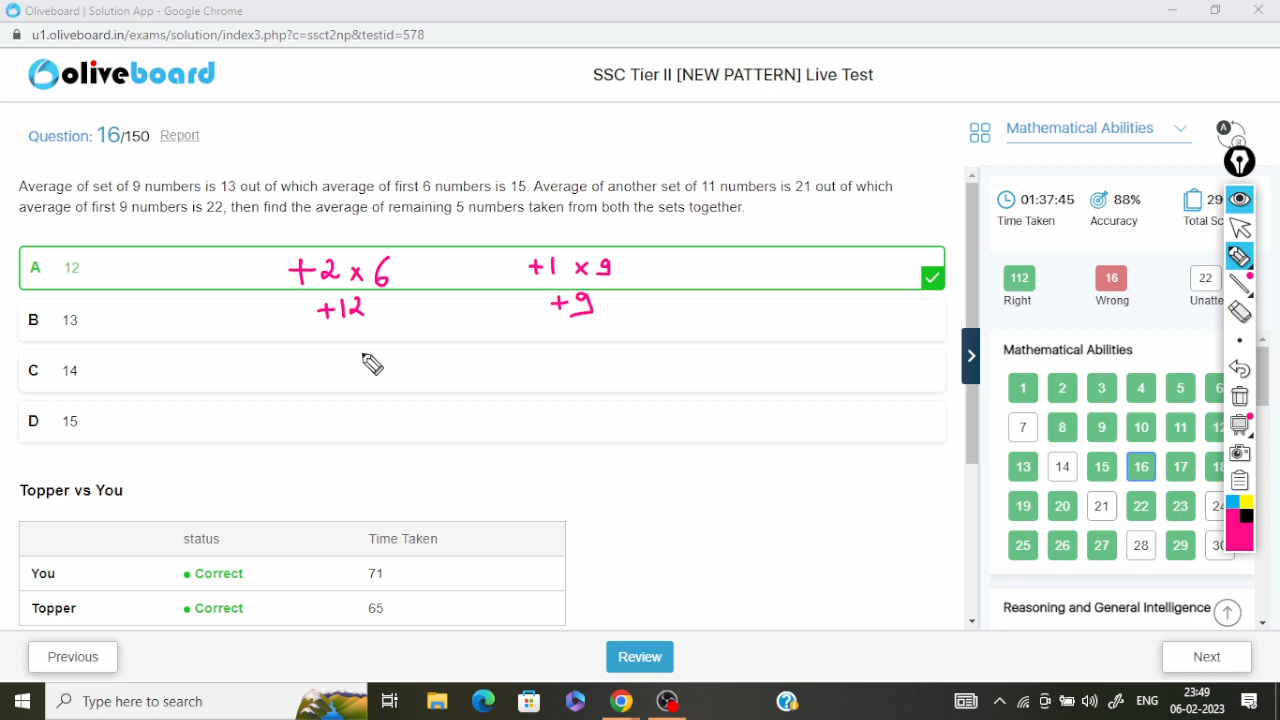 Oliveboard | Solution App - Google Chrome
u1.oliveboard.in/exams/solution/index3.php?c=ssct2np&testid=578
oliveboard
SSC Tier II [NEW PATTERN] Live Test
Question: 16/150 Report
Mathematical Abilities
A
Average of set of 9 numbers is 13 out of which average of first 6 numbers is 15. Average of another set of 11 numbers is 21 out of which
average of first 9 numbers is 22, then find the average of remaining 5 numbers taken from both the sets together.
A 12
+2 × 6
+1 × 9
+12
+9
B 13
C 14
D 15
Topper vs You
status Time Taken
You Correct 71
Topper Correct 65
Previous
Review
Next
01:37:45
Time Taken
88%
Accuracy
29
Total Sc
112
Right
16
Wrong
22
Unatte
Mathematical Abilities
1 2 3 4 5 6
7 8 9 10 11 12
13 14 15 16 17 18
19 20 21 22 23 24
25 26 27 28 29 30
Reasoning and General Intelligence
Type here to search
ENG
23:49
06-02-2023